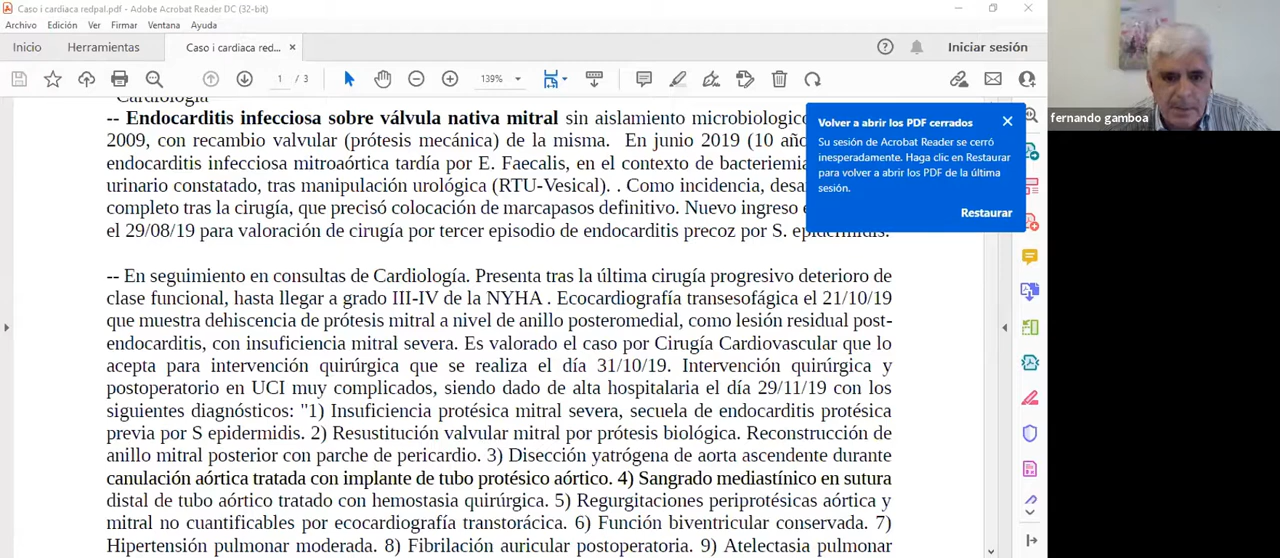 Caso i cardiaca redpal.pdf - Adobe Acrobat Reader DC (32-bit)
Archivo Edición Ver Firmar Ventana Ayuda
Inicio Herramientas Caso i cardiaca red... × Iniciar sesión
1 / 3 139%
Cardiología
-- Endocarditis infecciosa sobre válvula nativa mitral sin aislamiento microbiologico
2009, con recambio valvular (prótesis mecánica) de la misma. En junio 2019 (10 año
endocarditis infecciosa mitroaórtica tardía por E. Faecalis, en el contexto de bacteriemia
urinario constatado, tras manipulación urológica (RTU-Vesical). . Como incidencia, desa
completo tras la cirugía, que precisó colocación de marcapasos definitivo. Nuevo ingreso
el 29/08/19 para valoración de cirugía por tercer episodio de endocarditis precoz por S. epidermidis.
-- En seguimiento en consultas de Cardiología. Presenta tras la última cirugía progresivo deterioro de
clase funcional, hasta llegar a grado III-IV de la NYHA . Ecocardiografía transesofágica el 21/10/19
que muestra dehiscencia de prótesis mitral a nivel de anillo posteromedial, como lesión residual post-
endocarditis, con insuficiencia mitral severa. Es valorado el caso por Cirugía Cardiovascular que lo
acepta para intervención quirúrgica que se realiza el día 31/10/19. Intervención quirúrgica y
postoperatorio en UCI muy complicados, siendo dado de alta hospitalaria el día 29/11/19 con los
siguientes diagnósticos: "1) Insuficiencia protésica mitral severa, secuela de endocarditis protésica
previa por S epidermidis. 2) Resustitución valvular mitral por prótesis biológica. Reconstrucción de
anillo mitral posterior con parche de pericardio. 3) Disección yatrógena de aorta ascendente durante
canulación aórtica tratada con implante de tubo protésico aórtico. 4) Sangrado mediastínico en sutura
distal de tubo aórtico tratado con hemostasia quirúrgica. 5) Regurgitaciones periprotésicas aórtica y
mitral no cuantificables por ecocardiografía transtorácica. 6) Función biventricular conservada. 7)
Hipertensión pulmonar moderada. 8) Fibrilación auricular postoperatoria. 9) Atelectasia pulmonar
Volver a abrir los PDF cerrados
Su sesión de Acrobat Reader se cerró
inesperadamente. Haga clic en Restaurar
para volver a abrir los PDF de la última
sesión.
Restaurar
fernando gamboa